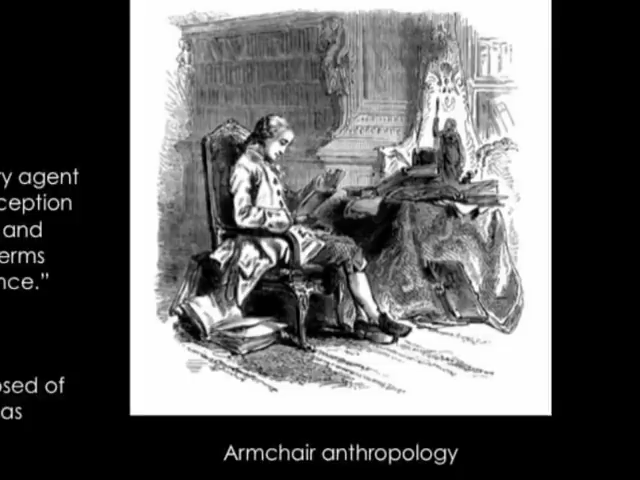 ry agent
ception
and
erms
nce.”
osed of
as
Armchair anthropology